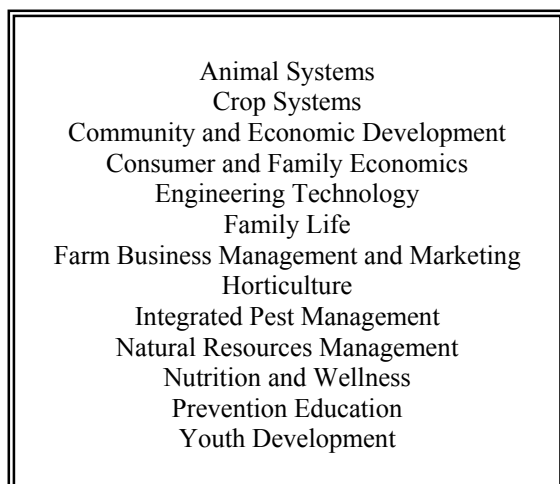 Animal Systems
Crop Systems
Community and Economic Development
Consumer and Family Economics
Engineering Technology
Family Life
Farm Business Management and Marketing
Horticulture
Integrated Pest Management
Natural Resources Management
Nutrition and Wellness
Prevention Education
Youth Development